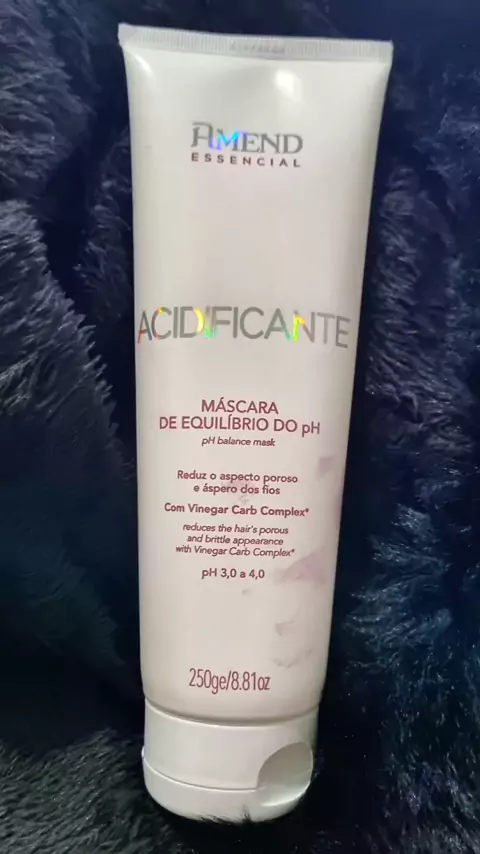 AMEND
ESSENCIAL
ACIDIFICANTE
MÁSCARA
DE EQUILÍBRIO DO pH
pH balance mask
Reduz o aspecto poroso
e áspero dos fios
Com Vinegar Carb Complex*
reduces the hair's porous
and brittle appearance
with Vinegar Carb Complex*
pH 3,0 a 4,0
250ge/8.81oz